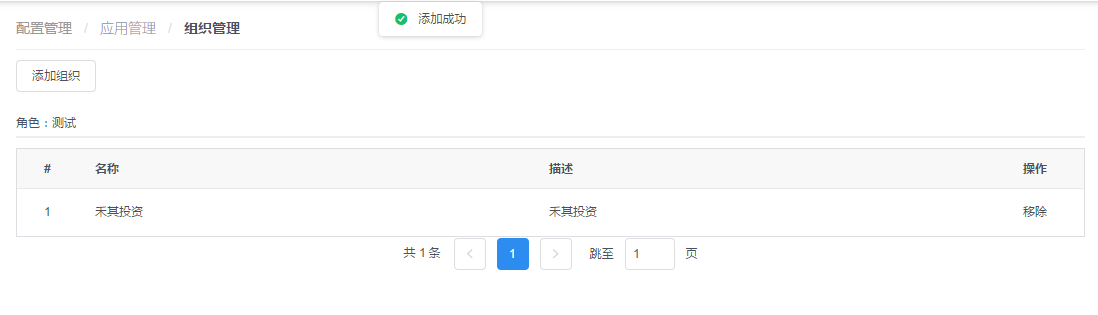 添加成功
配置管理 / 应用管理 / 组织管理
添加组织
角色：测试
# 名称 描述 操作
1 禾其投资 禾其投资 移除
共 1 条 < 1 > 跳至 1 页